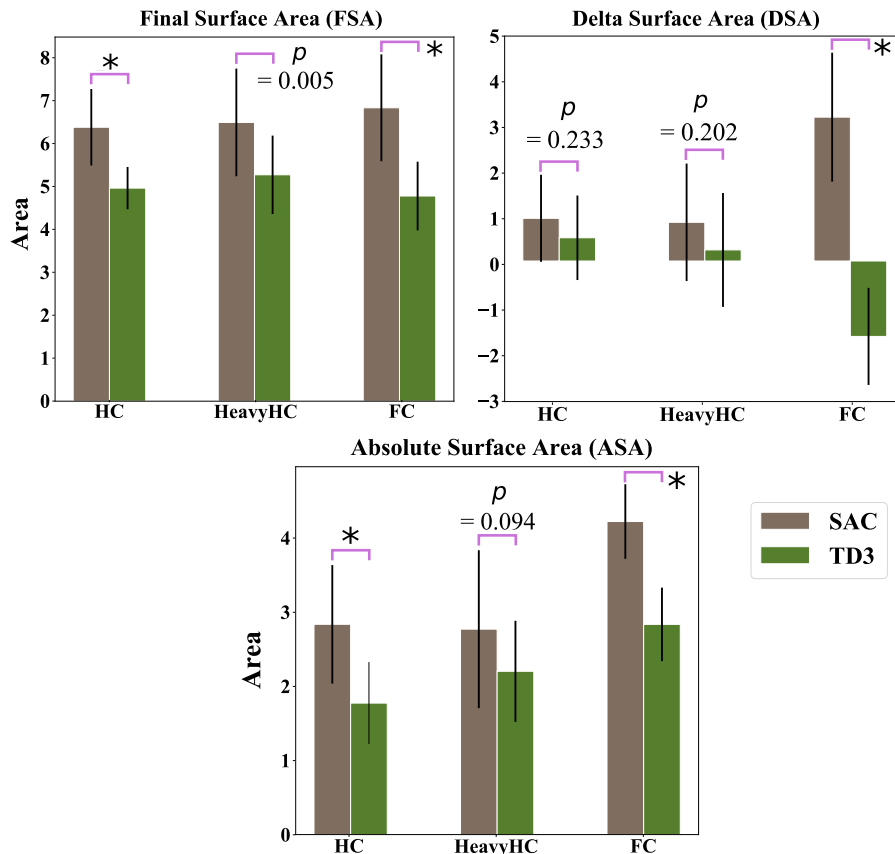 Final Surface Area (FSA)
Area
8
7
6
5
4
3
2
1
0
*
p
= 0.005
*
HC
HeavyHC
FC
Delta Surface Area (DSA)
5
4
3
2
1
0
−1
−2
−3
p
= 0.233
p
= 0.202
*
HC
HeavyHC
FC
Absolute Surface Area (ASA)
Area
4
3
2
1
0
*
p
= 0.094
*
HC
HeavyHC
FC
SAC
TD3